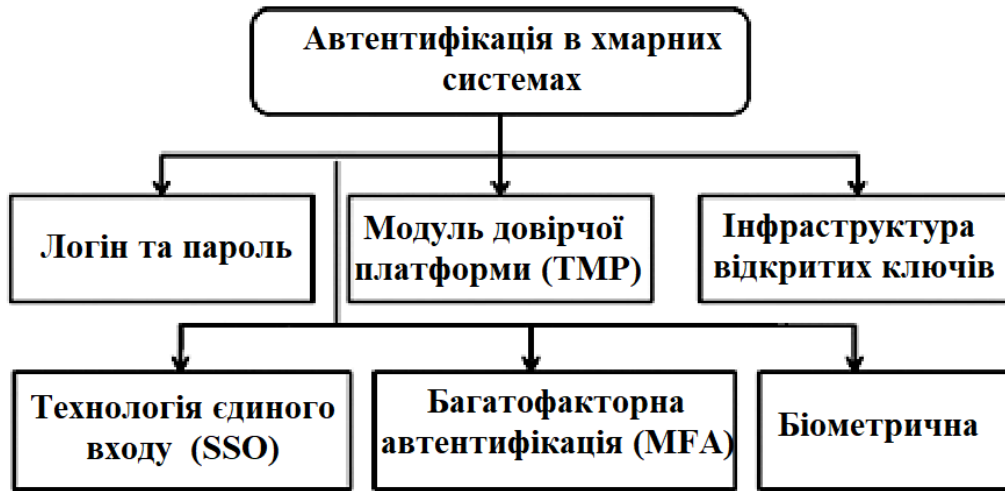 Автентифікація в хмарних
системах
Логін та пароль
Модуль довірчої
платформи (TMP)
Інфраструктура
відкритих ключів
Технологія єдиного
входу (SSO)
Багатофакторна
автентифікація (MFA)
Біометрична